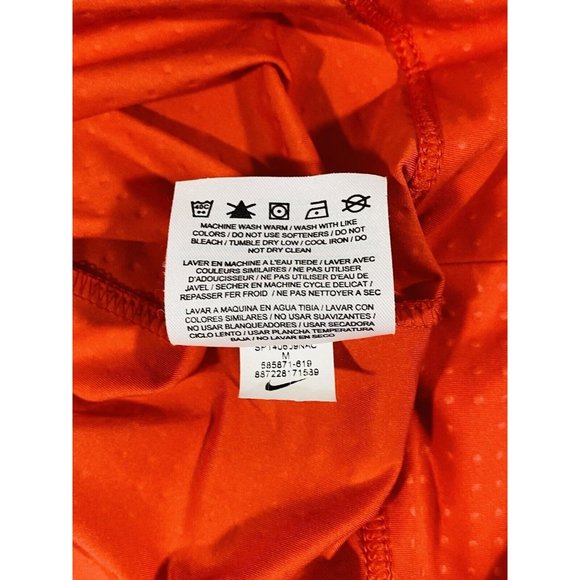 40C
MACHINE WASH WARM / WASH WITH LIKE
COLORS / DO NOT USE SOFTENERS / DO NOT
BLEACH / TUMBLE DRY LOW / COOL IRON / DO
NOT DRY CLEAN
LAVER EN MACHINE A L'EAU TIEDE / LAVER AVEC
COULEURS SIMILAIRES / NE PAS UTILISER
D'ADOUCISSEUR / NE PAS UTILISER D'EAU DE
JAVEL / SECHER EN MACHINE CYCLE DELICAT /
REPASSER FER FROID / NE PAS NETTOYER A SEC
LAVAR A MAQUINA EN AGUA TIBIA / LAVAR CON
COLORES SIMILARES / NO USAR SUAVIZANTES /
NO USAR BLANQUEADORES / USAR SECADORA
CICLO LENTO / USAR PLANCHA TEMPERATURA
BAJA / NO LAVAR EN SECO
M
585871-619